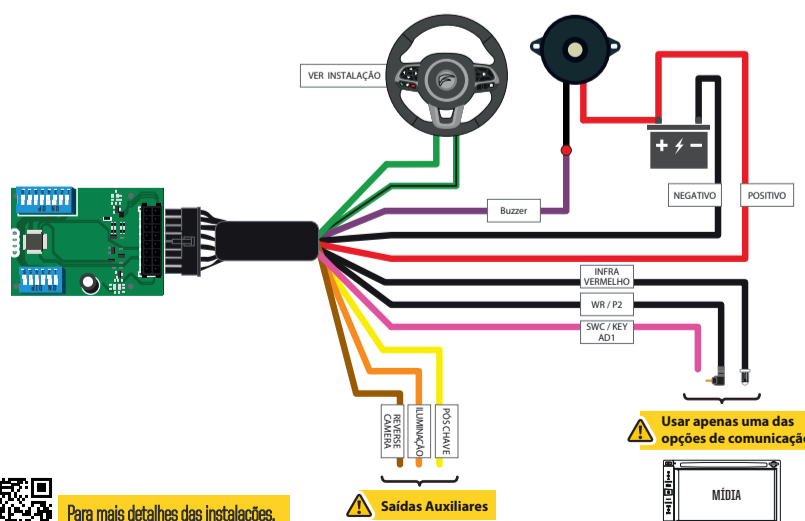 VER INSTALAÇÃO
Buzzer
NEGATIVO
POSITIVO
INFRA
VERMELHO
WR / P2
SWC / KEY
AD1
REVERSE
CAMERA
ILUMINAÇÃO
PÓS CHAVE
Saídas Auxiliares
Usar apenas uma das
opções de comunicação
MÍDIA
Para mais detalhes das instalações,